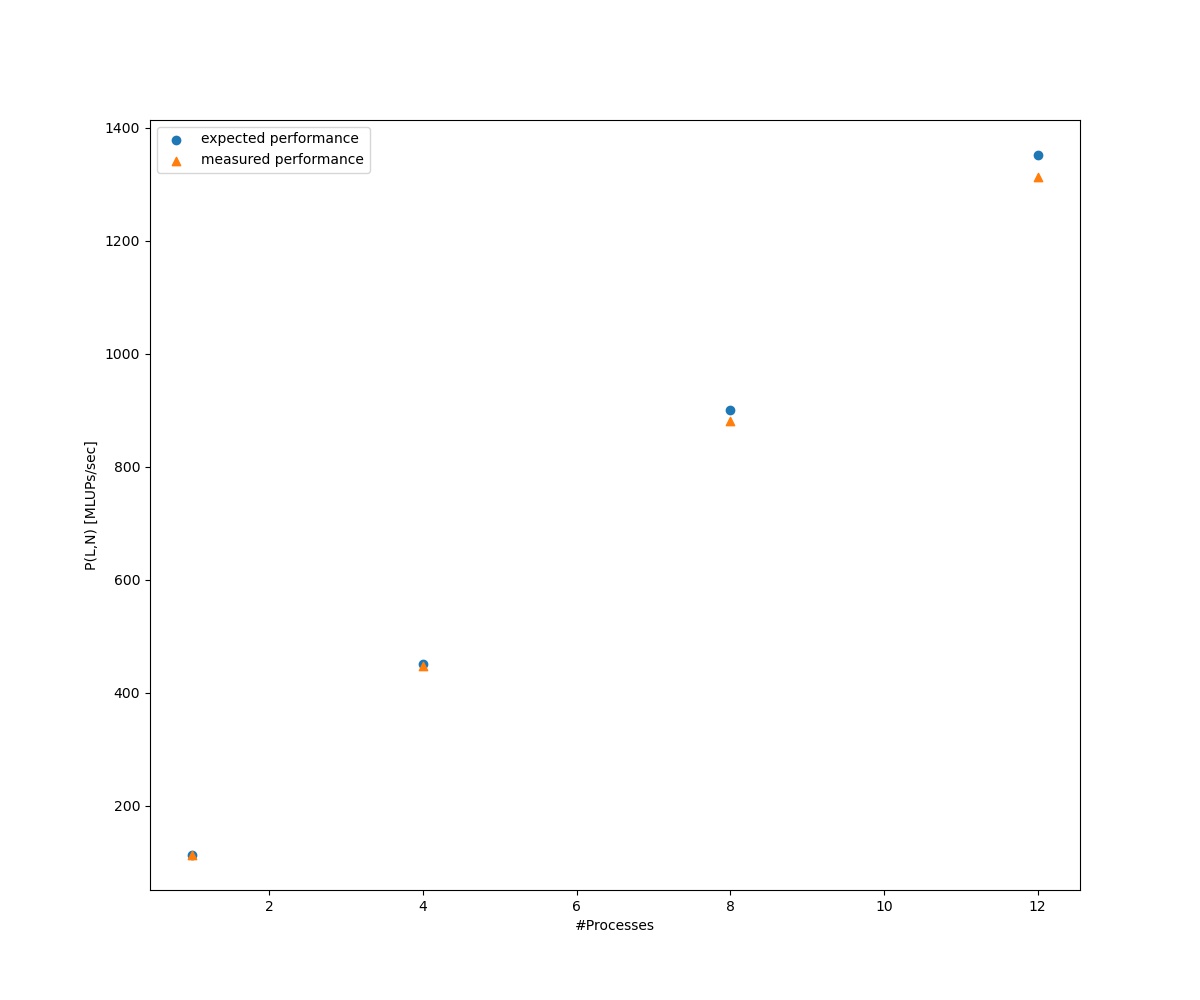 expected performance
measured performance
1400
1200
1000
800
600
400
200
P(L,N) [MLUPs/sec]
2 4 6 8 10 12
#Processes